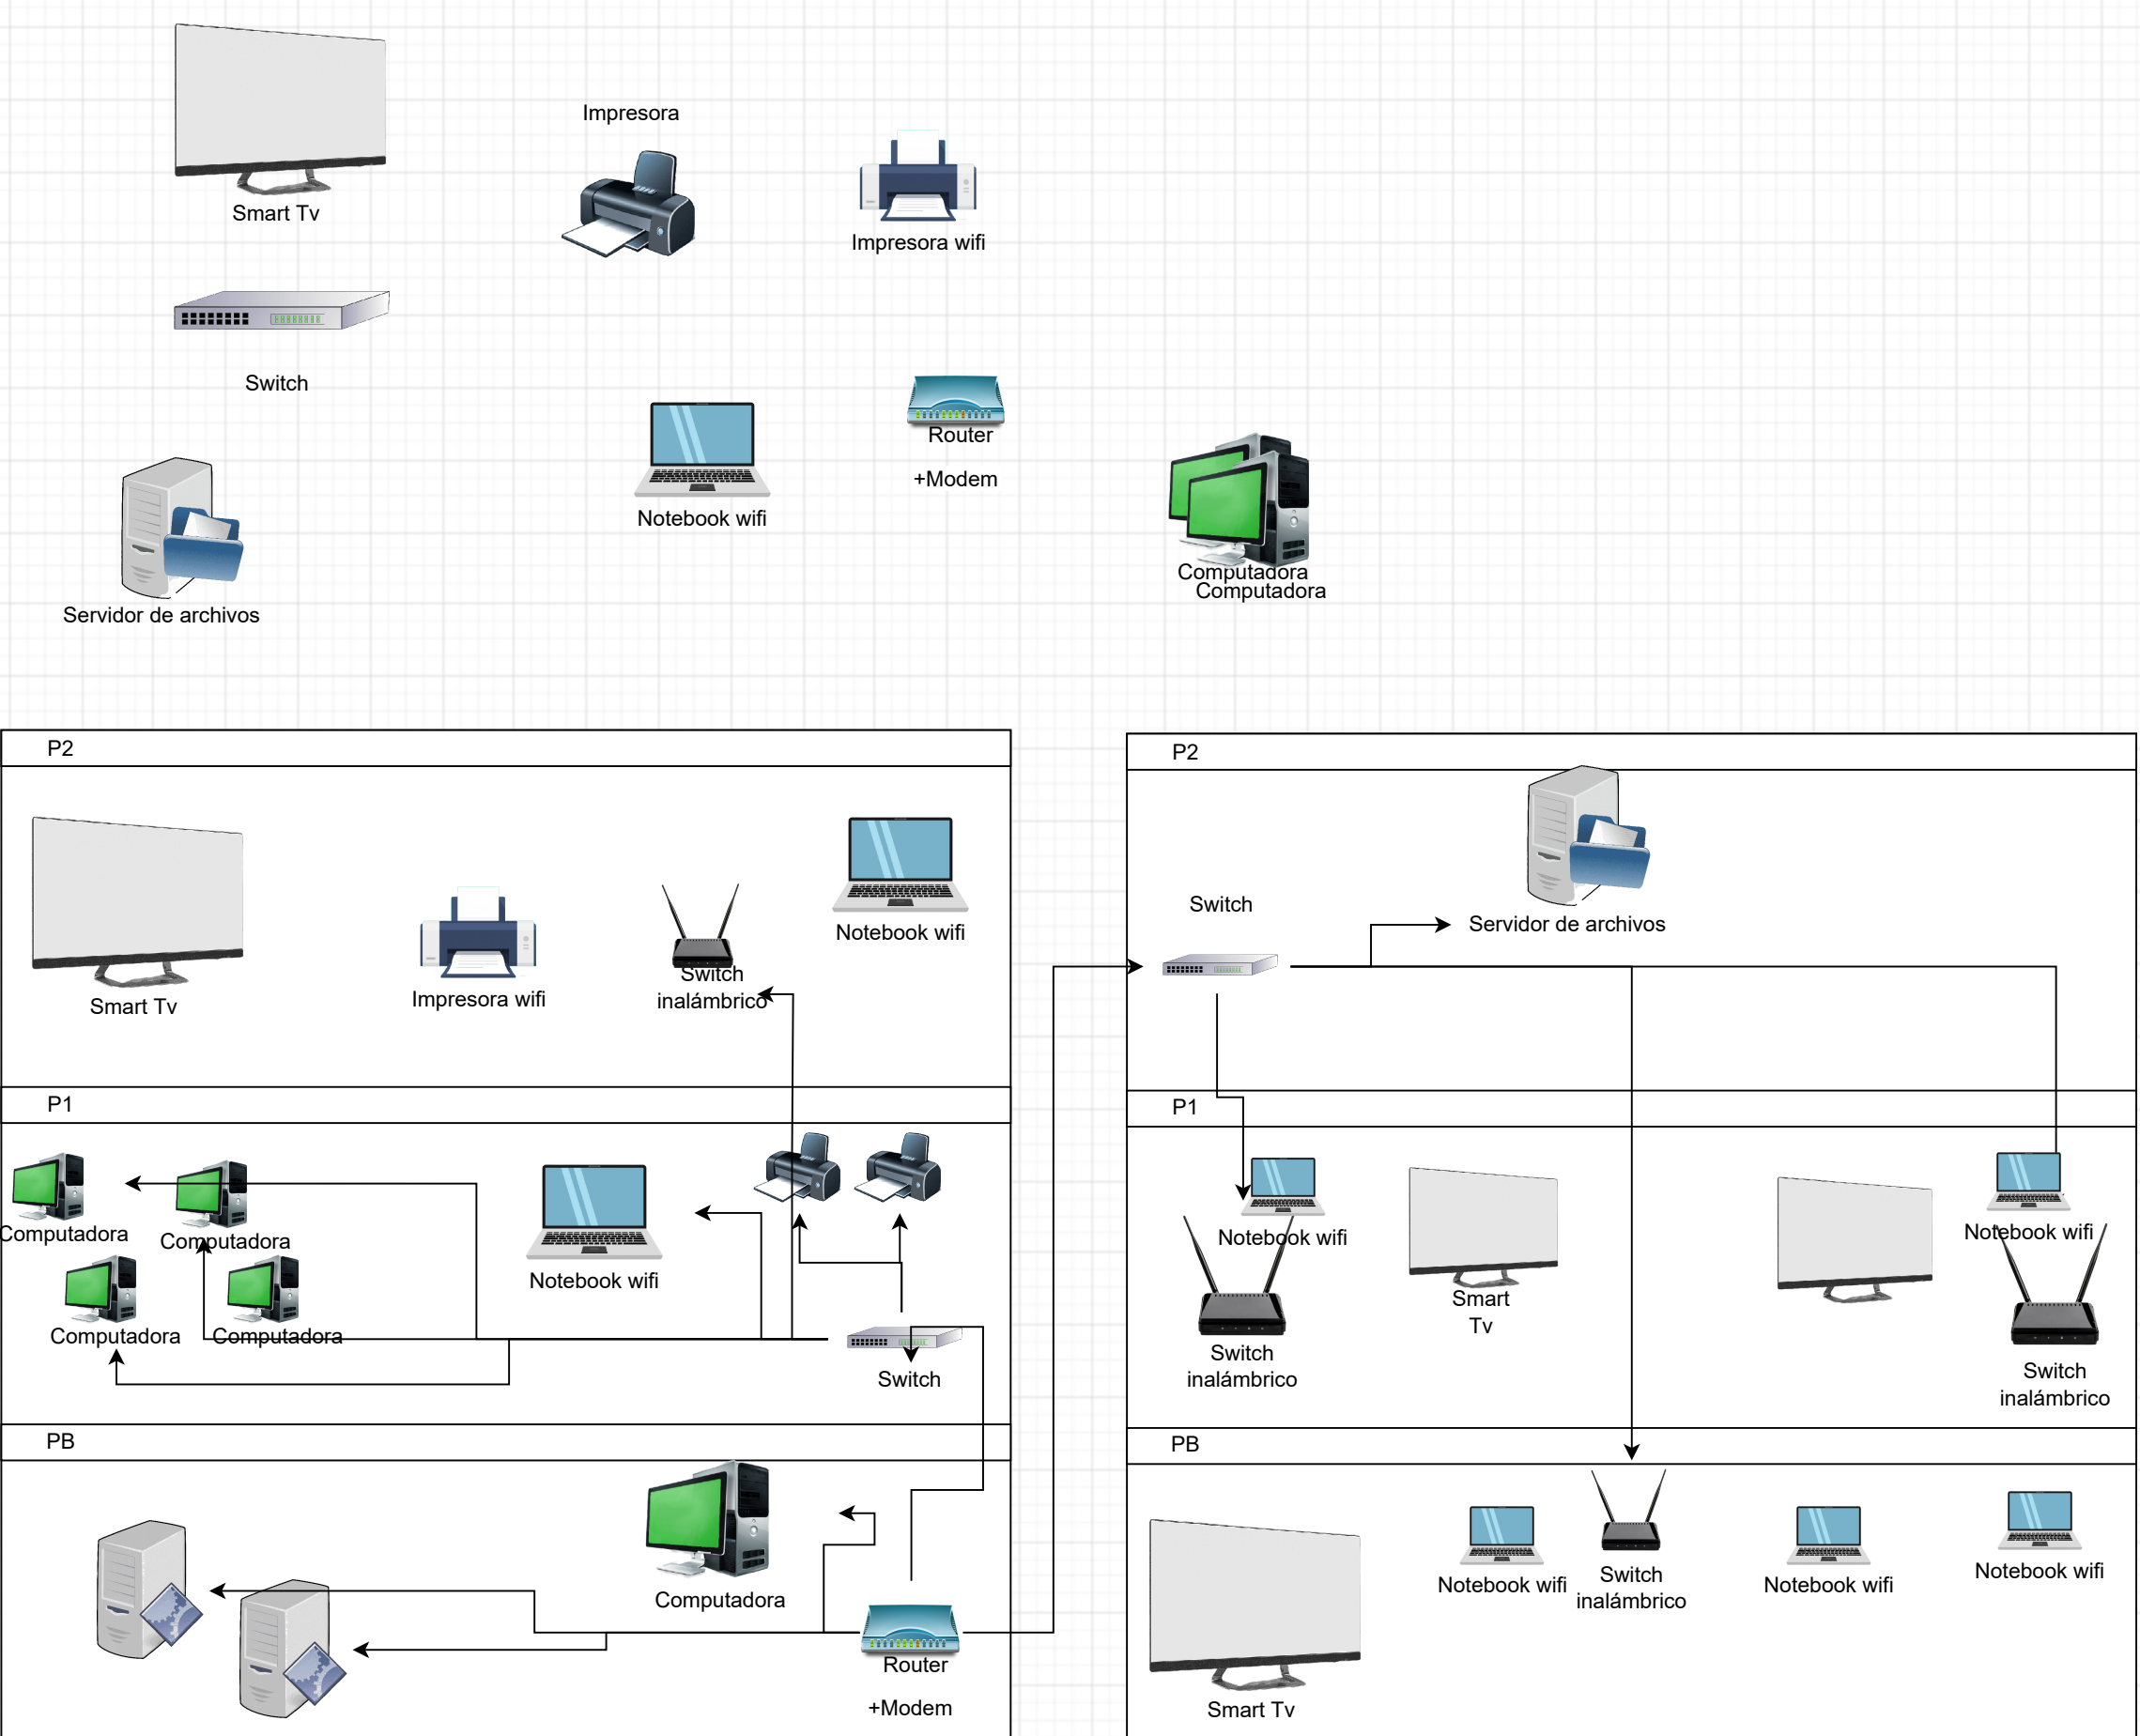 Impresora
Smart Tv
Impresora wifi
Switch
Router
+Modem
Notebook wifi
Computadora
Computadora
Servidor de archivos
P2
Notebook wifi
Switch
inalámbrico
Impresora wifi
Smart Tv
P1
Computadora
Computadora
Notebook wifi
Computadora
Computadora
Switch
PB
Computadora
Router
+Modem
P2
Switch
Servidor de archivos
P1
Notebook wifi
Notebook wifi
Smart
Tv
Switch
inalámbrico
Switch
inalámbrico
PB
Notebook wifi
Switch
inalámbrico
Notebook wifi
Notebook wifi
Smart Tv